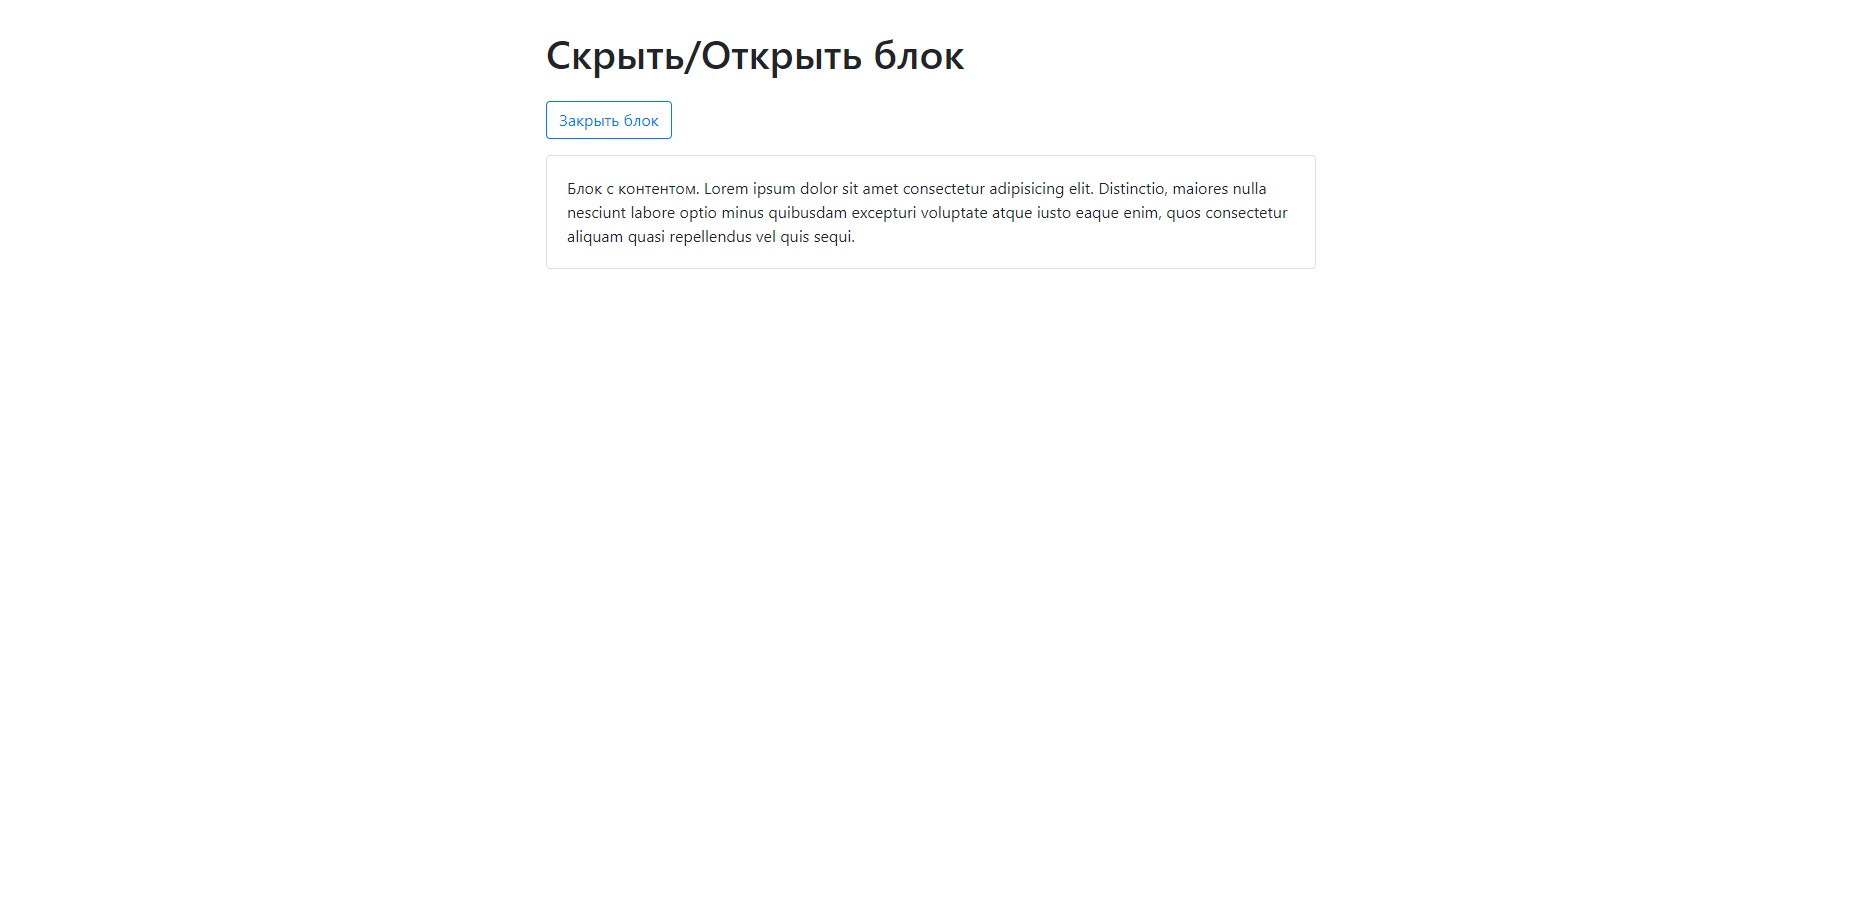 Скрыть/Открыть блок
Закрыть блок
Блок с контентом. Lorem ipsum dolor sit amet consectetur adipisicing elit. Distinctio, maiores nulla
nesciunt labore optio minus quibusdam excepturi voluptate atque iusto eaque enim, quos consectetur
aliquam quasi repellendus vel quis sequi.